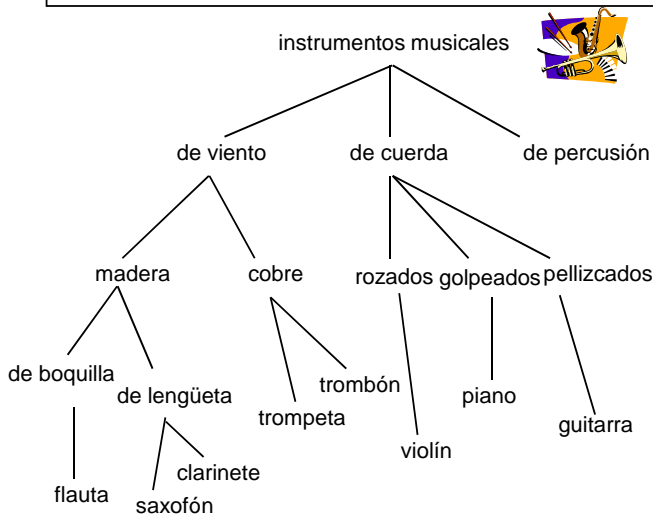 instrumentos musicales
de viento
de cuerda
de percusión
madera
cobre
rozados
golpeados
pellizcados
de boquilla
de lengüeta
trompeta
trombón
piano
guitarra
violín
flauta
saxofón
clarinete